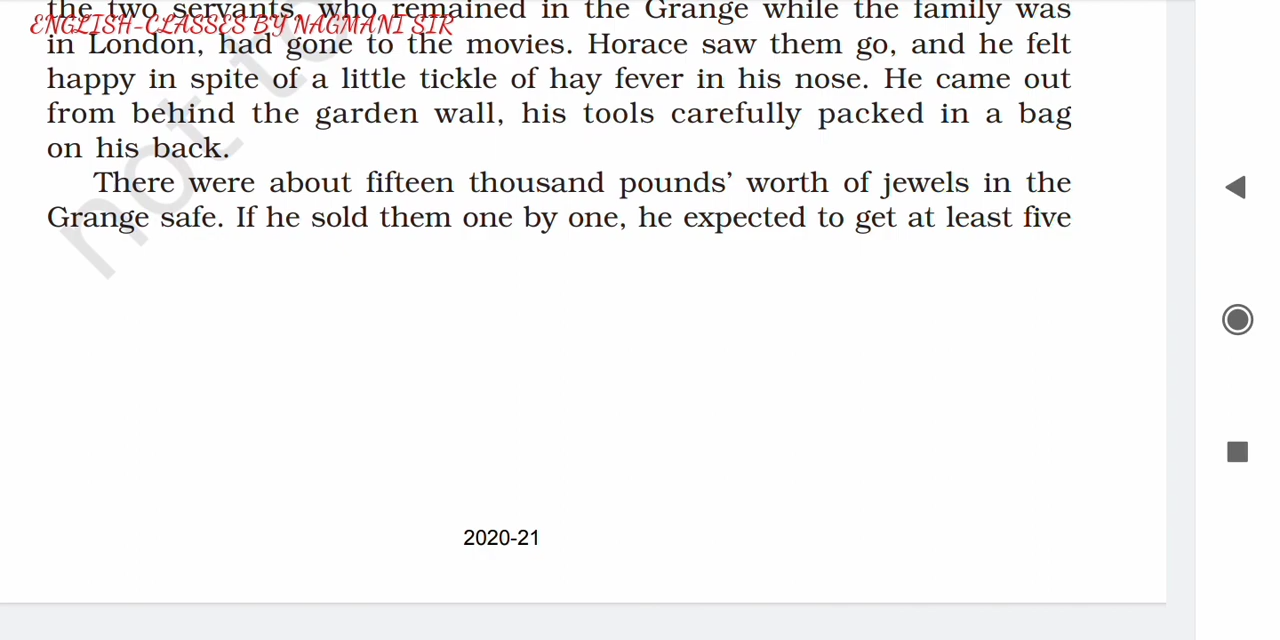 the two servants, who remained in the Grange while the family was
ENGLISH-CLASSES BY NAGMANI SIR
in London, had gone to the movies. Horace saw them go, and he felt
happy in spite of a little tickle of hay fever in his nose. He came out
from behind the garden wall, his tools carefully packed in a bag
on his back.
There were about fifteen thousand pounds’ worth of jewels in the
Grange safe. If he sold them one by one, he expected to get at least five
not to
2020-21